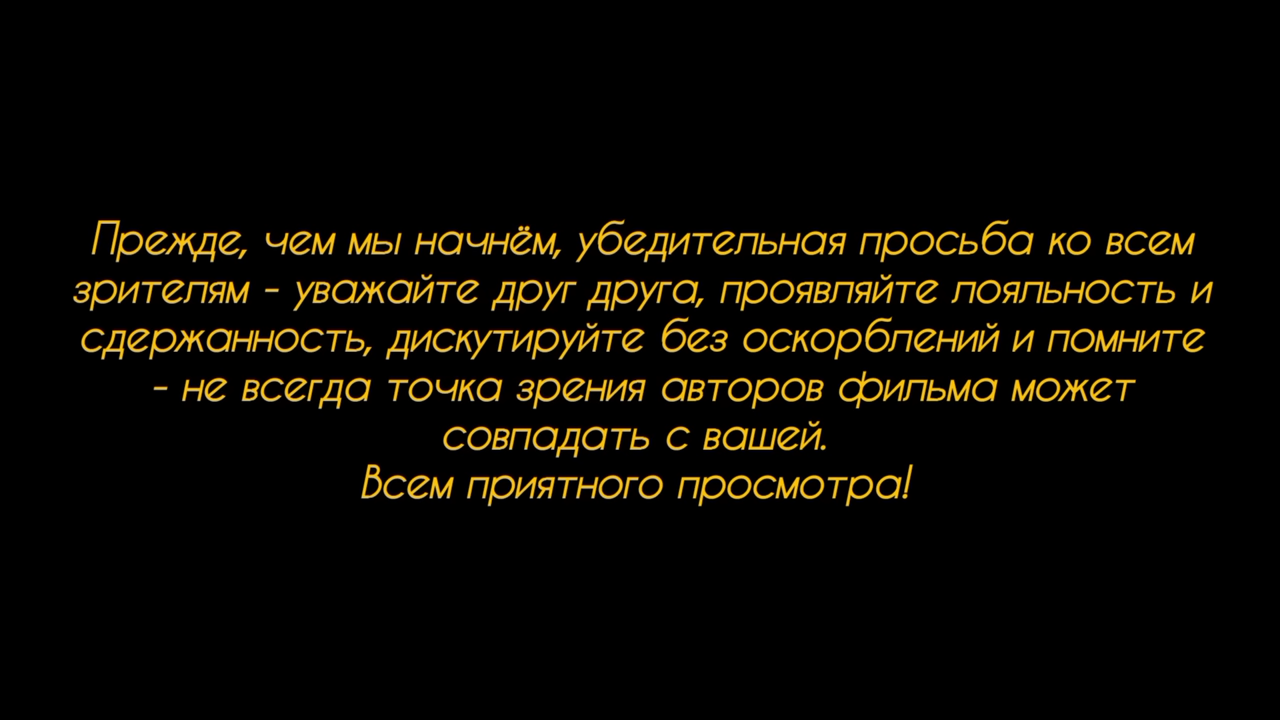 Прежде, чем мы начнём, убедительная просьба ко всем
зрителям - уважайте друг друга, проявляйте лояльность и
сдержанность, дискутируйте без оскорблений и помните
- не всегда точка зрения авторов фильма может
совпадать с вашей.
Всем приятного просмотра!